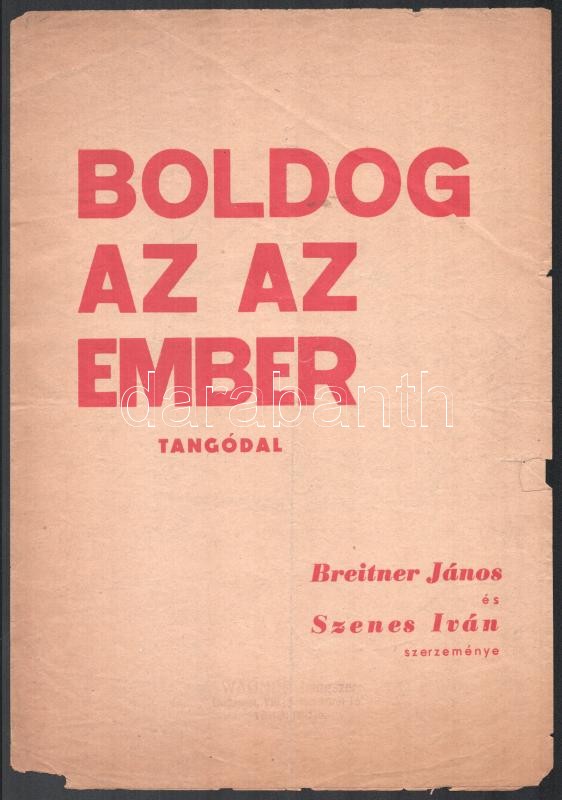 BOLDOG
AZ AZ
EMBER
darabanth
TANGÓDAL
Breitner János
és
Szenes Iván
szerzeménye